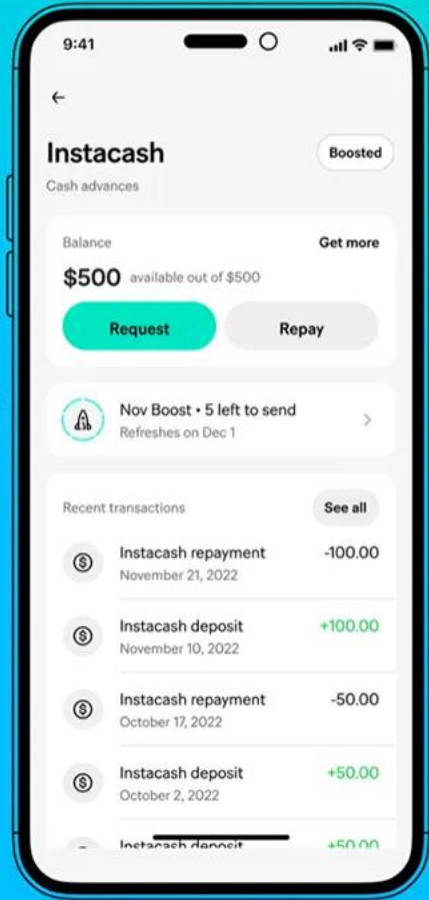 9:41
Instacash
Boosted
Cash advances
Balance
Get more
$500 available out of $500
Request
Repay
Nov Boost • 5 left to send
Refreshes on Dec 1
Recent transactions
See all
Instacash repayment
-100.00
November 21, 2022
Instacash deposit
+100.00
November 10, 2022
Instacash repayment
-50.00
October 17, 2022
Instacash deposit
+50.00
October 2, 2022
Instacash deposit
+50.00